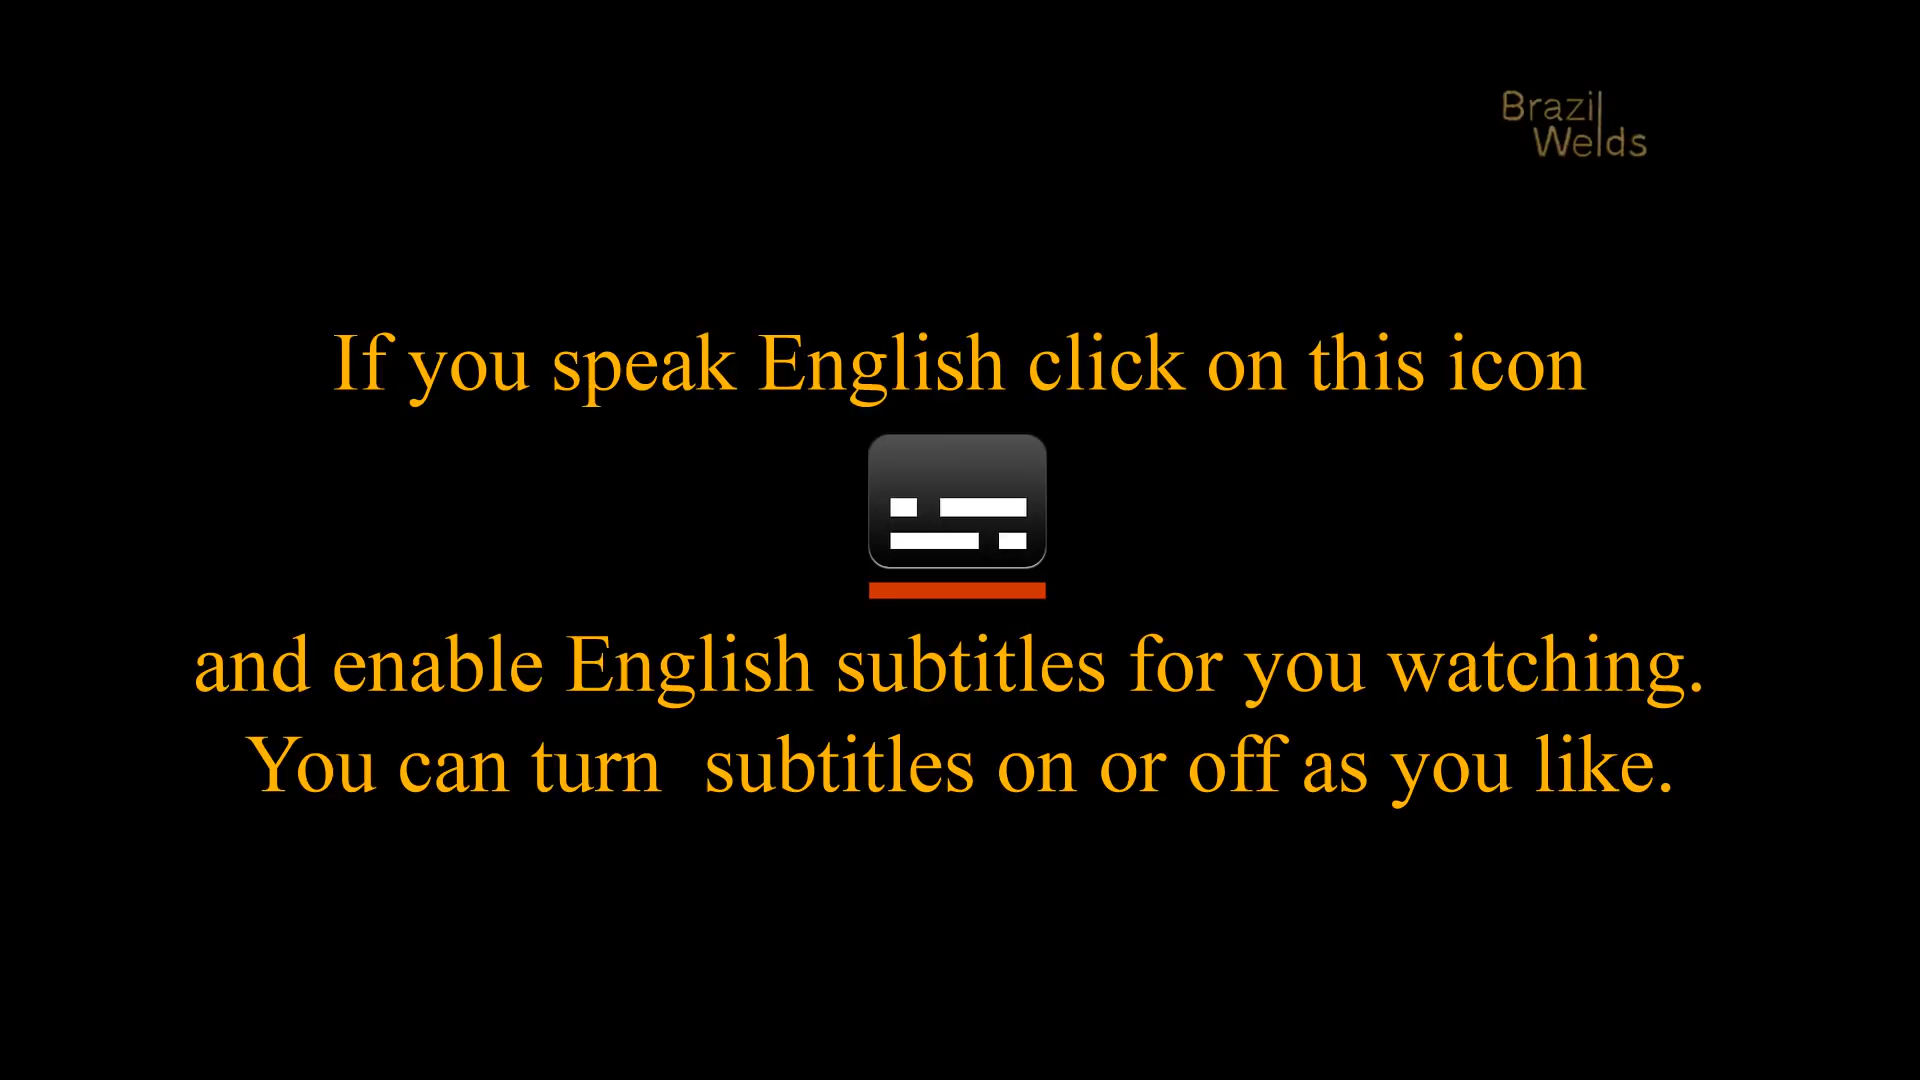 Brazil
Welds
If you speak English click on this icon
and enable English subtitles for you watching.
You can turn  subtitles on or off as you like.